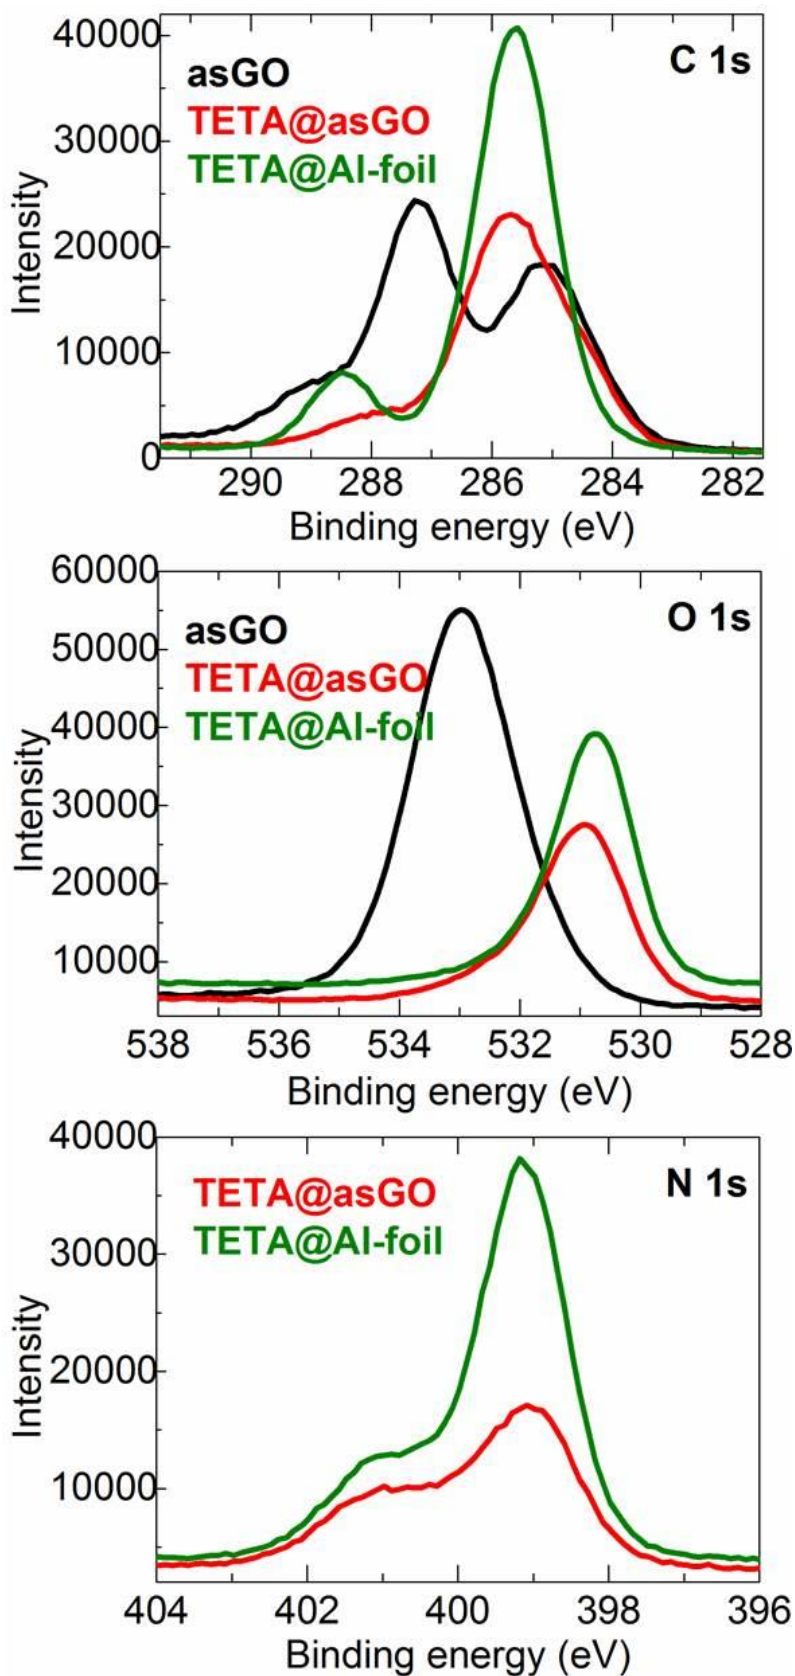 40000
30000
20000
10000
0
Intensity
asGO
TETA@asGO
TETA@Al-foil
C 1s
290 288 286 284 282
Binding energy (eV)
60000
50000
40000
30000
20000
10000
Intensity
asGO
TETA@asGO
TETA@Al-foil
O 1s
538 536 534 532 530 528
Binding energy (eV)
40000
30000
20000
10000
Intensity
TETA@asGO
TETA@Al-foil
N 1s
404 402 400 398 396
Binding energy (eV)